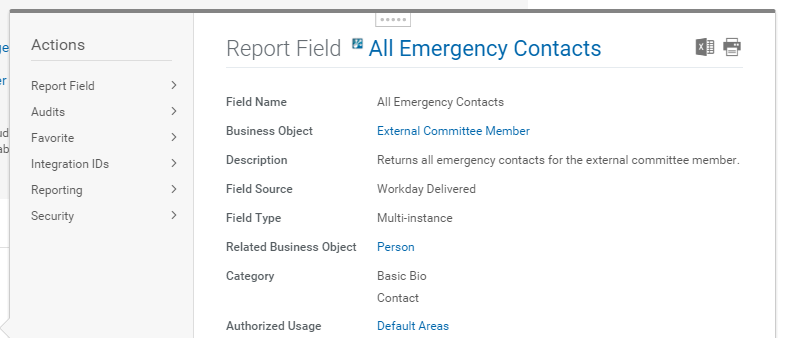 Actions
Report Field
Audits
Favorite
Integration IDs
Reporting
Security
Report Field All Emergency Contacts
Field Name All Emergency Contacts
Business Object External Committee Member
Description Returns all emergency contacts for the external committee member.
Field Source Workday Delivered
Field Type Multi-instance
Related Business Object Person
Category Basic Bio
Contact
Authorized Usage Default Areas